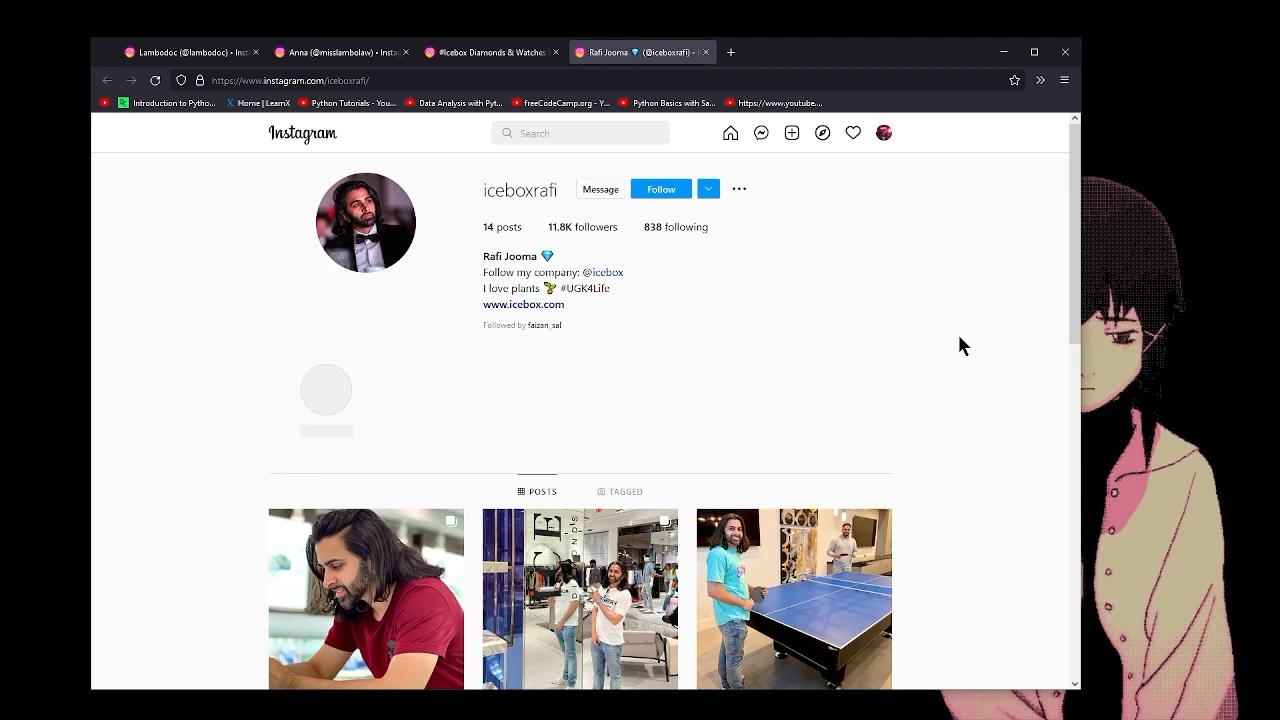 Lambodoc (@lambodoc) • Inst
Anna (@misslambolaw) • Instag
#Icebox Diamonds & Watches
Rafi Jooma 💎 (@iceboxrafi) •
https://www.instagram.com/iceboxrafi/
Introduction to Pytho...
Home | LearnX
Python Tutorials - You...
Data Analysis with Pyt...
freeCodeCamp.org - Y...
Python Basics with Sa...
https://www.youtube....
Instagram
Search
iceboxrafi
Message
Follow
14 posts
11.8K followers
838 following
Rafi Jooma 💎
Follow my company: @icebox
I love plants 🌱 #UGK4Life
www.icebox.com
Followed by faizan_sal
POSTS
TAGGED